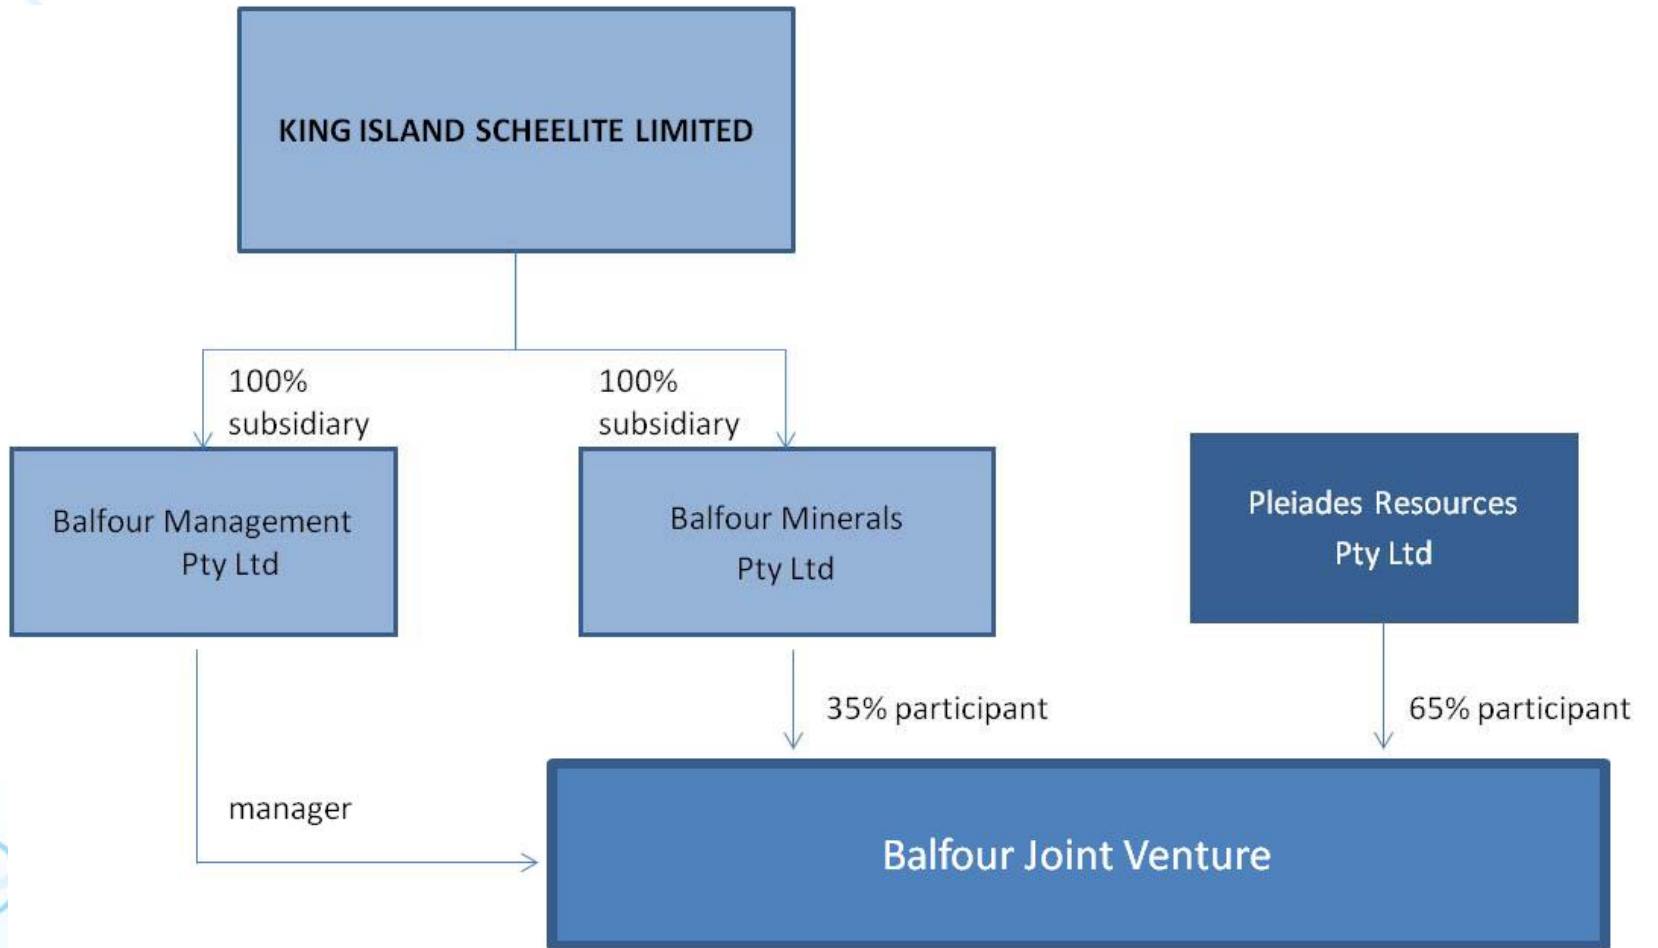 KING ISLAND SCHEELITE LIMITED
100%
subsidiary
100%
subsidiary
Balfour Management
Pty Ltd
Balfour Minerals
Pty Ltd
Pleiades Resources
Pty Ltd
35% participant
65% participant
manager
Balfour Joint Venture